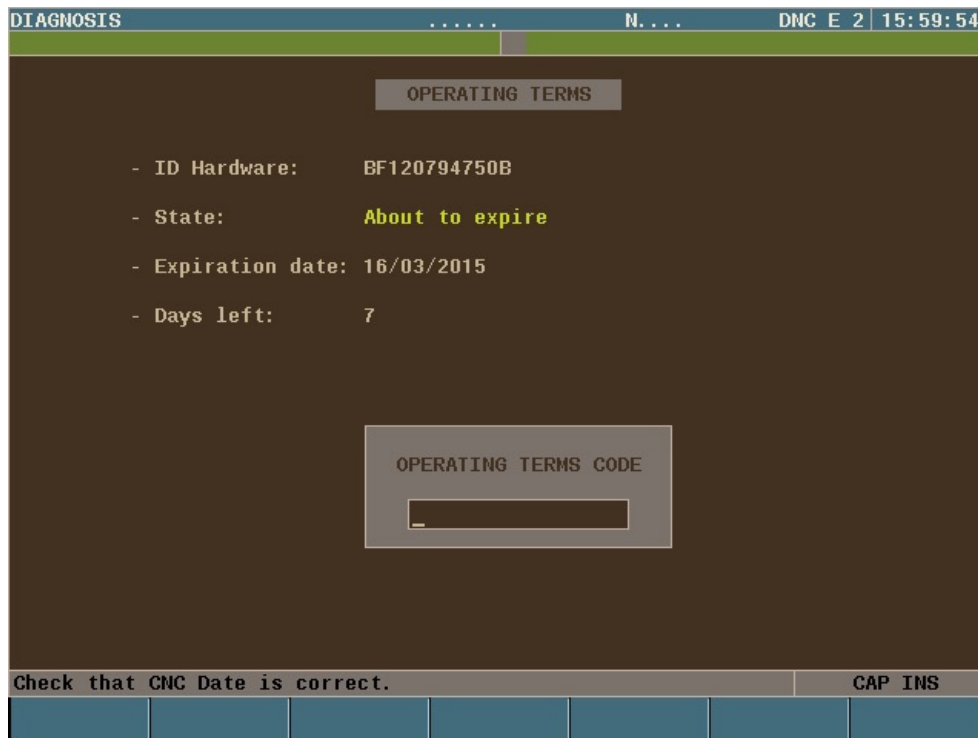 DIAGNOSIS ...... N.... DNC E 2 15:59:54
OPERATING TERMS
- ID Hardware: BF120794750B
- State: About to expire
- Expiration date: 16/03/2015
- Days left: 7
OPERATING TERMS CODE
_
Check that CNC Date is correct. CAP INS